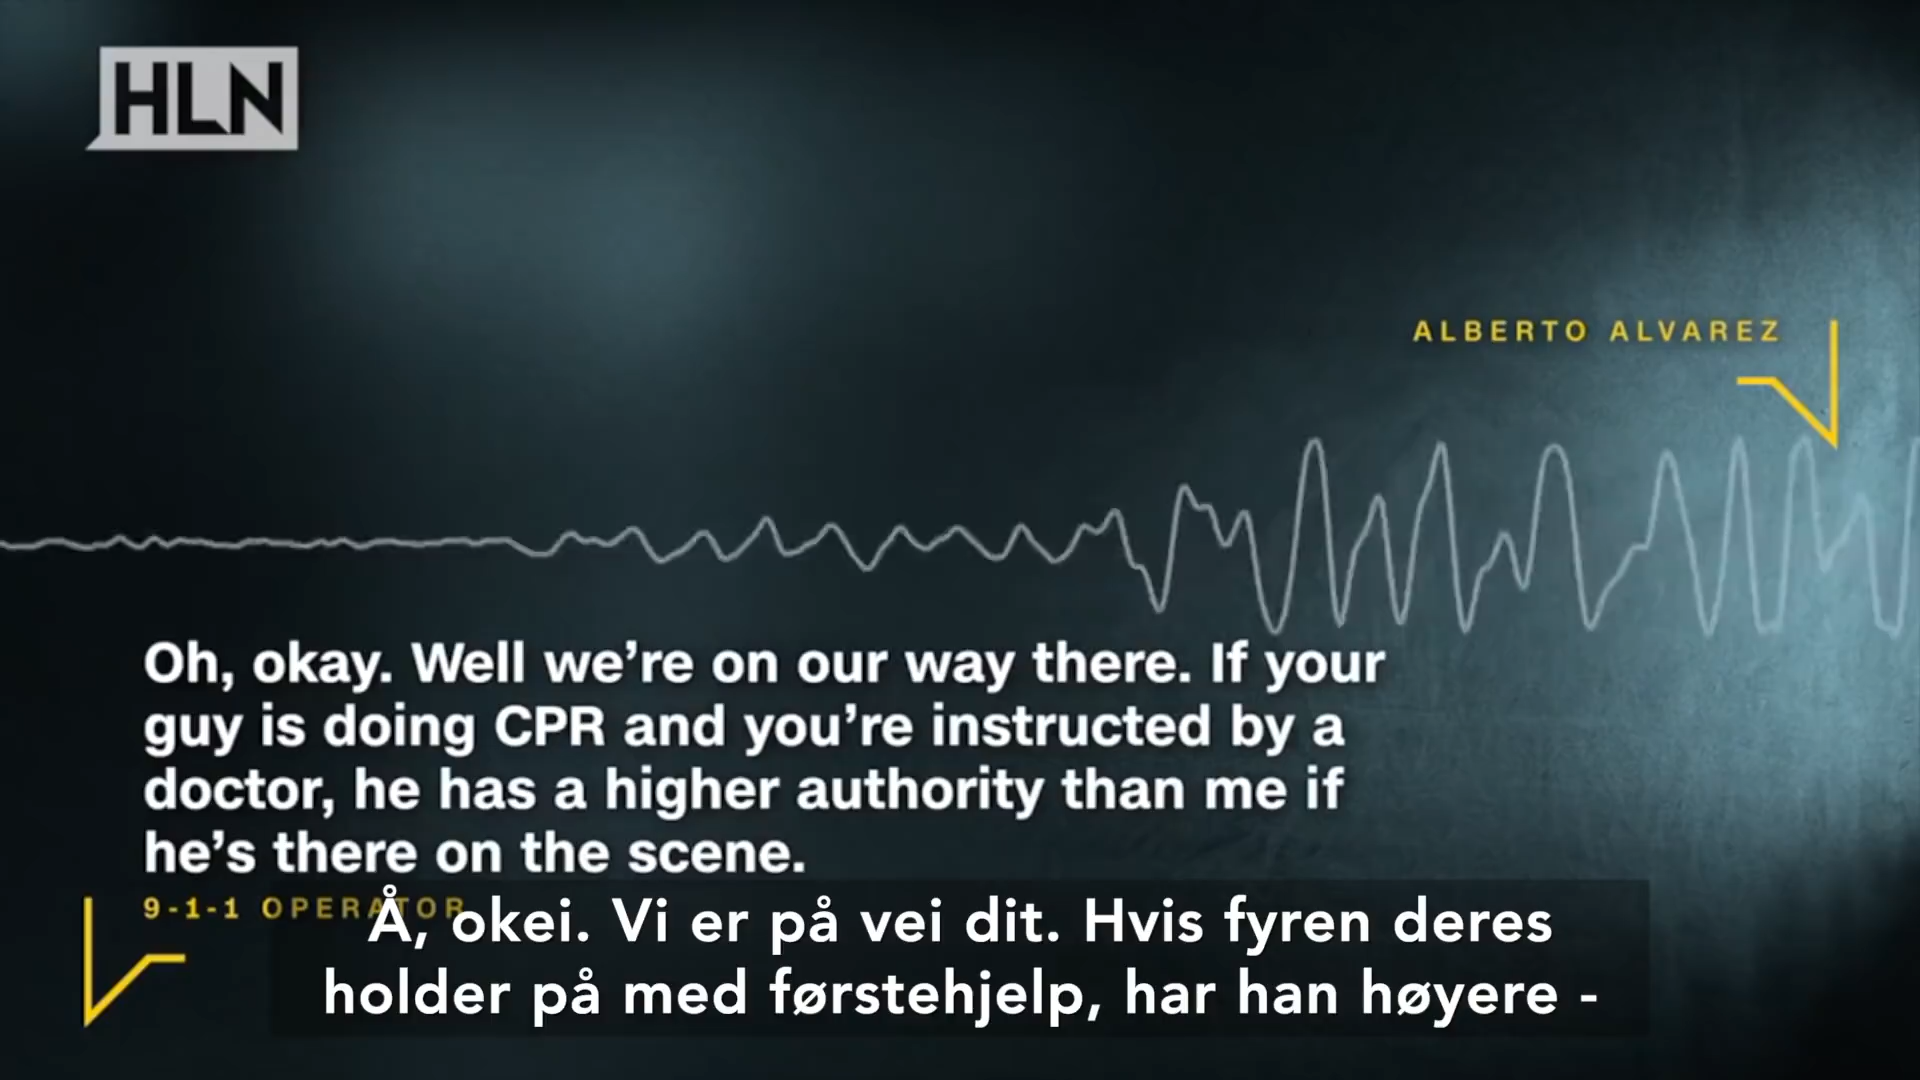 HLN
ALBERTO ALVAREZ
Oh, okay. Well we’re on our way there. If your
guy is doing CPR and you’re instructed by a
doctor, he has a higher authority than me if
he’s there on the scene.
9-1-1 OPERATOR
Å, okei. Vi er på vei dit. Hvis fyren deres
holder på med førstehjelp, har han høyere -